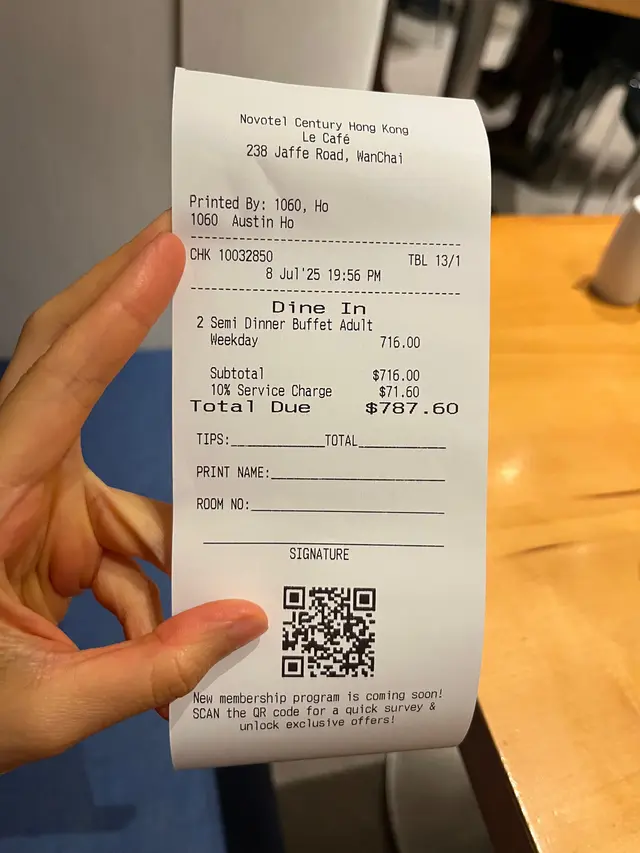 Novotel Century Hong Kong
Le Café
238 Jaffe Road, WanChai
Printed By: 1060, Ho
1060 Austin Ho
CHK 10032850 TBL 13/1
8 Jul'25 19:56 PM
Dine In
2 Semi Dinner Buffet Adult
Weekday 716.00
Subtotal $716.00
10% Service Charge $71.60
Total Due $787.60
TIPS:____________TOTAL___________
PRINT NAME:______________________
ROOM NO:_________________________
SIGNATURE
New membership program is coming soon!
SCAN the QR code for a quick survey &
unlock exclusive offers!